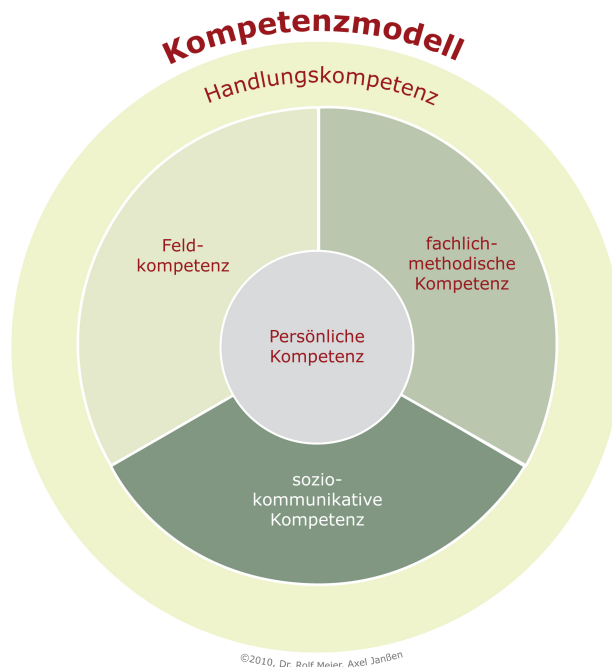 Kompetenzmodell
Handlungskompetenz
Feld-
kompetenz
fachlich-
methodische
Kompetenz
Persönliche
Kompetenz
sozio-
kommunikative
Kompetenz
©2010, Dr. Rolf Meier, Axel Janßen